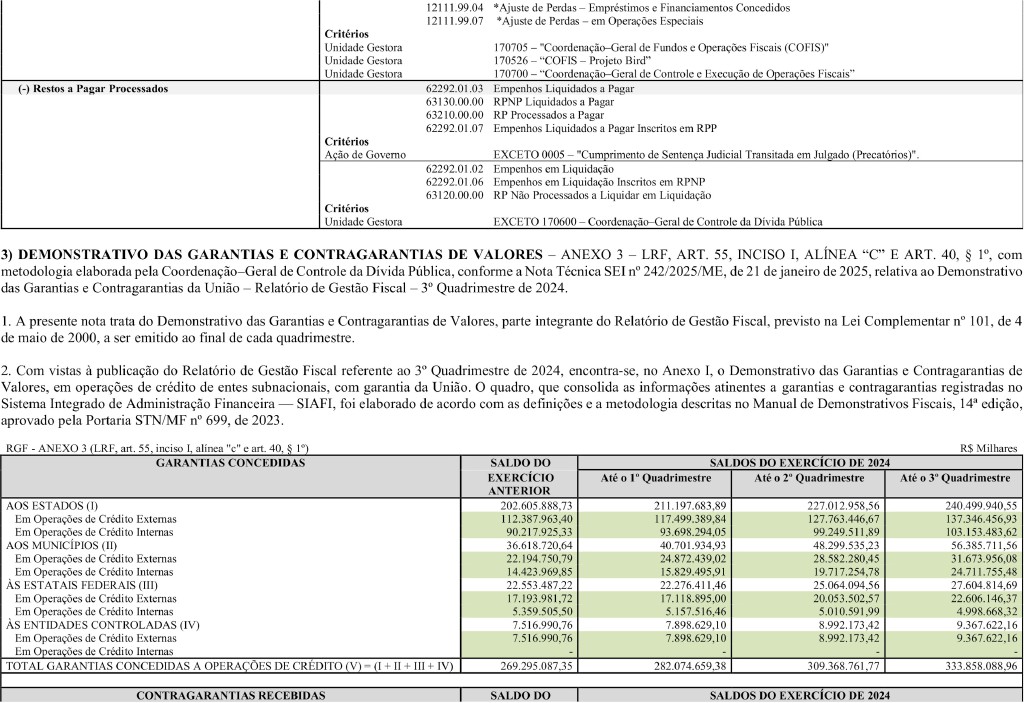 12111.99.04 *Ajuste de Perdas – Empréstimos e Financiamentos Concedidos
12111.99.07 *Ajuste de Perdas – em Operações Especiais
Critérios
Unidade Gestora 170705 – "Coordenação–Geral de Fundos e Operações Fiscais (COFIS)"
Unidade Gestora 170526 – “COFIS – Projeto Bird”
Unidade Gestora 170700 – “Coordenação–Geral de Controle e Execução de Operações Fiscais”
(-) Restos a Pagar Processados 62292.01.03 Empenhos Liquidados a Pagar
63130.00.00 RPNP Liquidados a Pagar
63210.00.00 RP Processados a Pagar
62292.01.07 Empenhos Liquidados a Pagar Inscritos em RPP
Critérios
Ação de Governo EXCETO 0005 – "Cumprimento de Sentença Judicial Transitada em Julgado (Precatórios)".
62292.01.02 Empenhos em Liquidação
62292.01.06 Empenhos em Liquidação Inscritos em RPNP
63120.00.00 RP Não Processados a Liquidar em Liquidação
Critérios
Unidade Gestora EXCETO 170600 – Coordenação–Geral de Controle da Dívida Pública
3) DEMONSTRATIVO DAS GARANTIAS E CONTRAGARANTIAS DE VALORES – ANEXO 3 – LRF, ART. 55, INCISO I, ALÍNEA “C” E ART. 40, § 1º, com
metodologia elaborada pela Coordenação–Geral de Controle da Dívida Pública, conforme a Nota Técnica SEI nº 242/2025/ME, de 21 de janeiro de 2025, relativa ao Demonstrativo
das Garantias e Contragarantias da União – Relatório de Gestão Fiscal – 3º Quadrimestre de 2024.
1. A presente nota trata do Demonstrativo das Garantias e Contragarantias de Valores, parte integrante do Relatório de Gestão Fiscal, previsto na Lei Complementar nº 101, de 4
de maio de 2000, a ser emitido ao final de cada quadrimestre.
2. Com vistas à publicação do Relatório de Gestão Fiscal referente ao 3º Quadrimestre de 2024, encontra-se, no Anexo I, o Demonstrativo das Garantias e Contragarantias de
Valores, em operações de crédito de entes subnacionais, com garantia da União. O quadro, que consolida as informações atinentes a garantias e contragarantias registradas no
Sistema Integrado de Administração Financeira — SIAFI, foi elaborado de acordo com as definições e a metodologia descritas no Manual de Demonstrativos Fiscais, 14ª edição,
aprovado pela Portaria STN/MF nº 699, de 2023.
RGF - ANEXO 3 (LRF, art. 55, inciso I, alínea "c" e art. 40, § 1º) R$ Milhares
GARANTIAS CONCEDIDAS SALDO DO EXERCÍCIO ANTERIOR SALDOS DO EXERCÍCIO DE 2024
Até o 1º Quadrimestre Até o 2º Quadrimestre Até o 3º Quadrimestre
AOS ESTADOS (I) 202.605.888,73 211.197.683,89 227.012.958,56 240.499.940,55
Em Operações de Crédito Externas 112.387.963,40 117.499.389,84 127.763.446,67 137.346.456,93
Em Operações de Crédito Internas 90.217.925,33 93.698.294,05 99.249.511,89 103.153.483,62
AOS MUNICÍPIOS (II) 36.618.720,64 40.701.934,93 48.299.535,23 56.385.711,56
Em Operações de Crédito Externas 22.194.750,79 24.872.439,02 28.582.280,45 31.673.956,08
Em Operações de Crédito Internas 14.423.969,85 15.829.495,91 19.717.254,78 24.711.755,48
ÀS ESTATAIS FEDERAIS (III) 22.553.487,22 22.276.411,46 25.064.094,56 27.604.814,69
Em Operações de Crédito Externas 17.193.981,72 17.118.895,00 20.053.502,57 22.606.146,37
Em Operações de Crédito Internas 5.359.505,50 5.157.516,46 5.010.591,99 4.998.668,32
ÀS ENTIDADES CONTROLADAS (IV) 7.516.990,76 7.898.629,10 8.992.173,42 9.367.622,16
Em Operações de Crédito Externas 7.516.990,76 7.898.629,10 8.992.173,42 9.367.622,16
Em Operações de Crédito Internas - - - -
TOTAL GARANTIAS CONCEDIDAS A OPERAÇÕES DE CRÉDITO (V) = (I + II + III + IV) 269.295.087,35 282.074.659,38 309.368.761,77 333.858.088,96
CONTRAGARANTIAS RECEBIDAS SALDO DO SALDOS DO EXERCÍCIO DE 2024